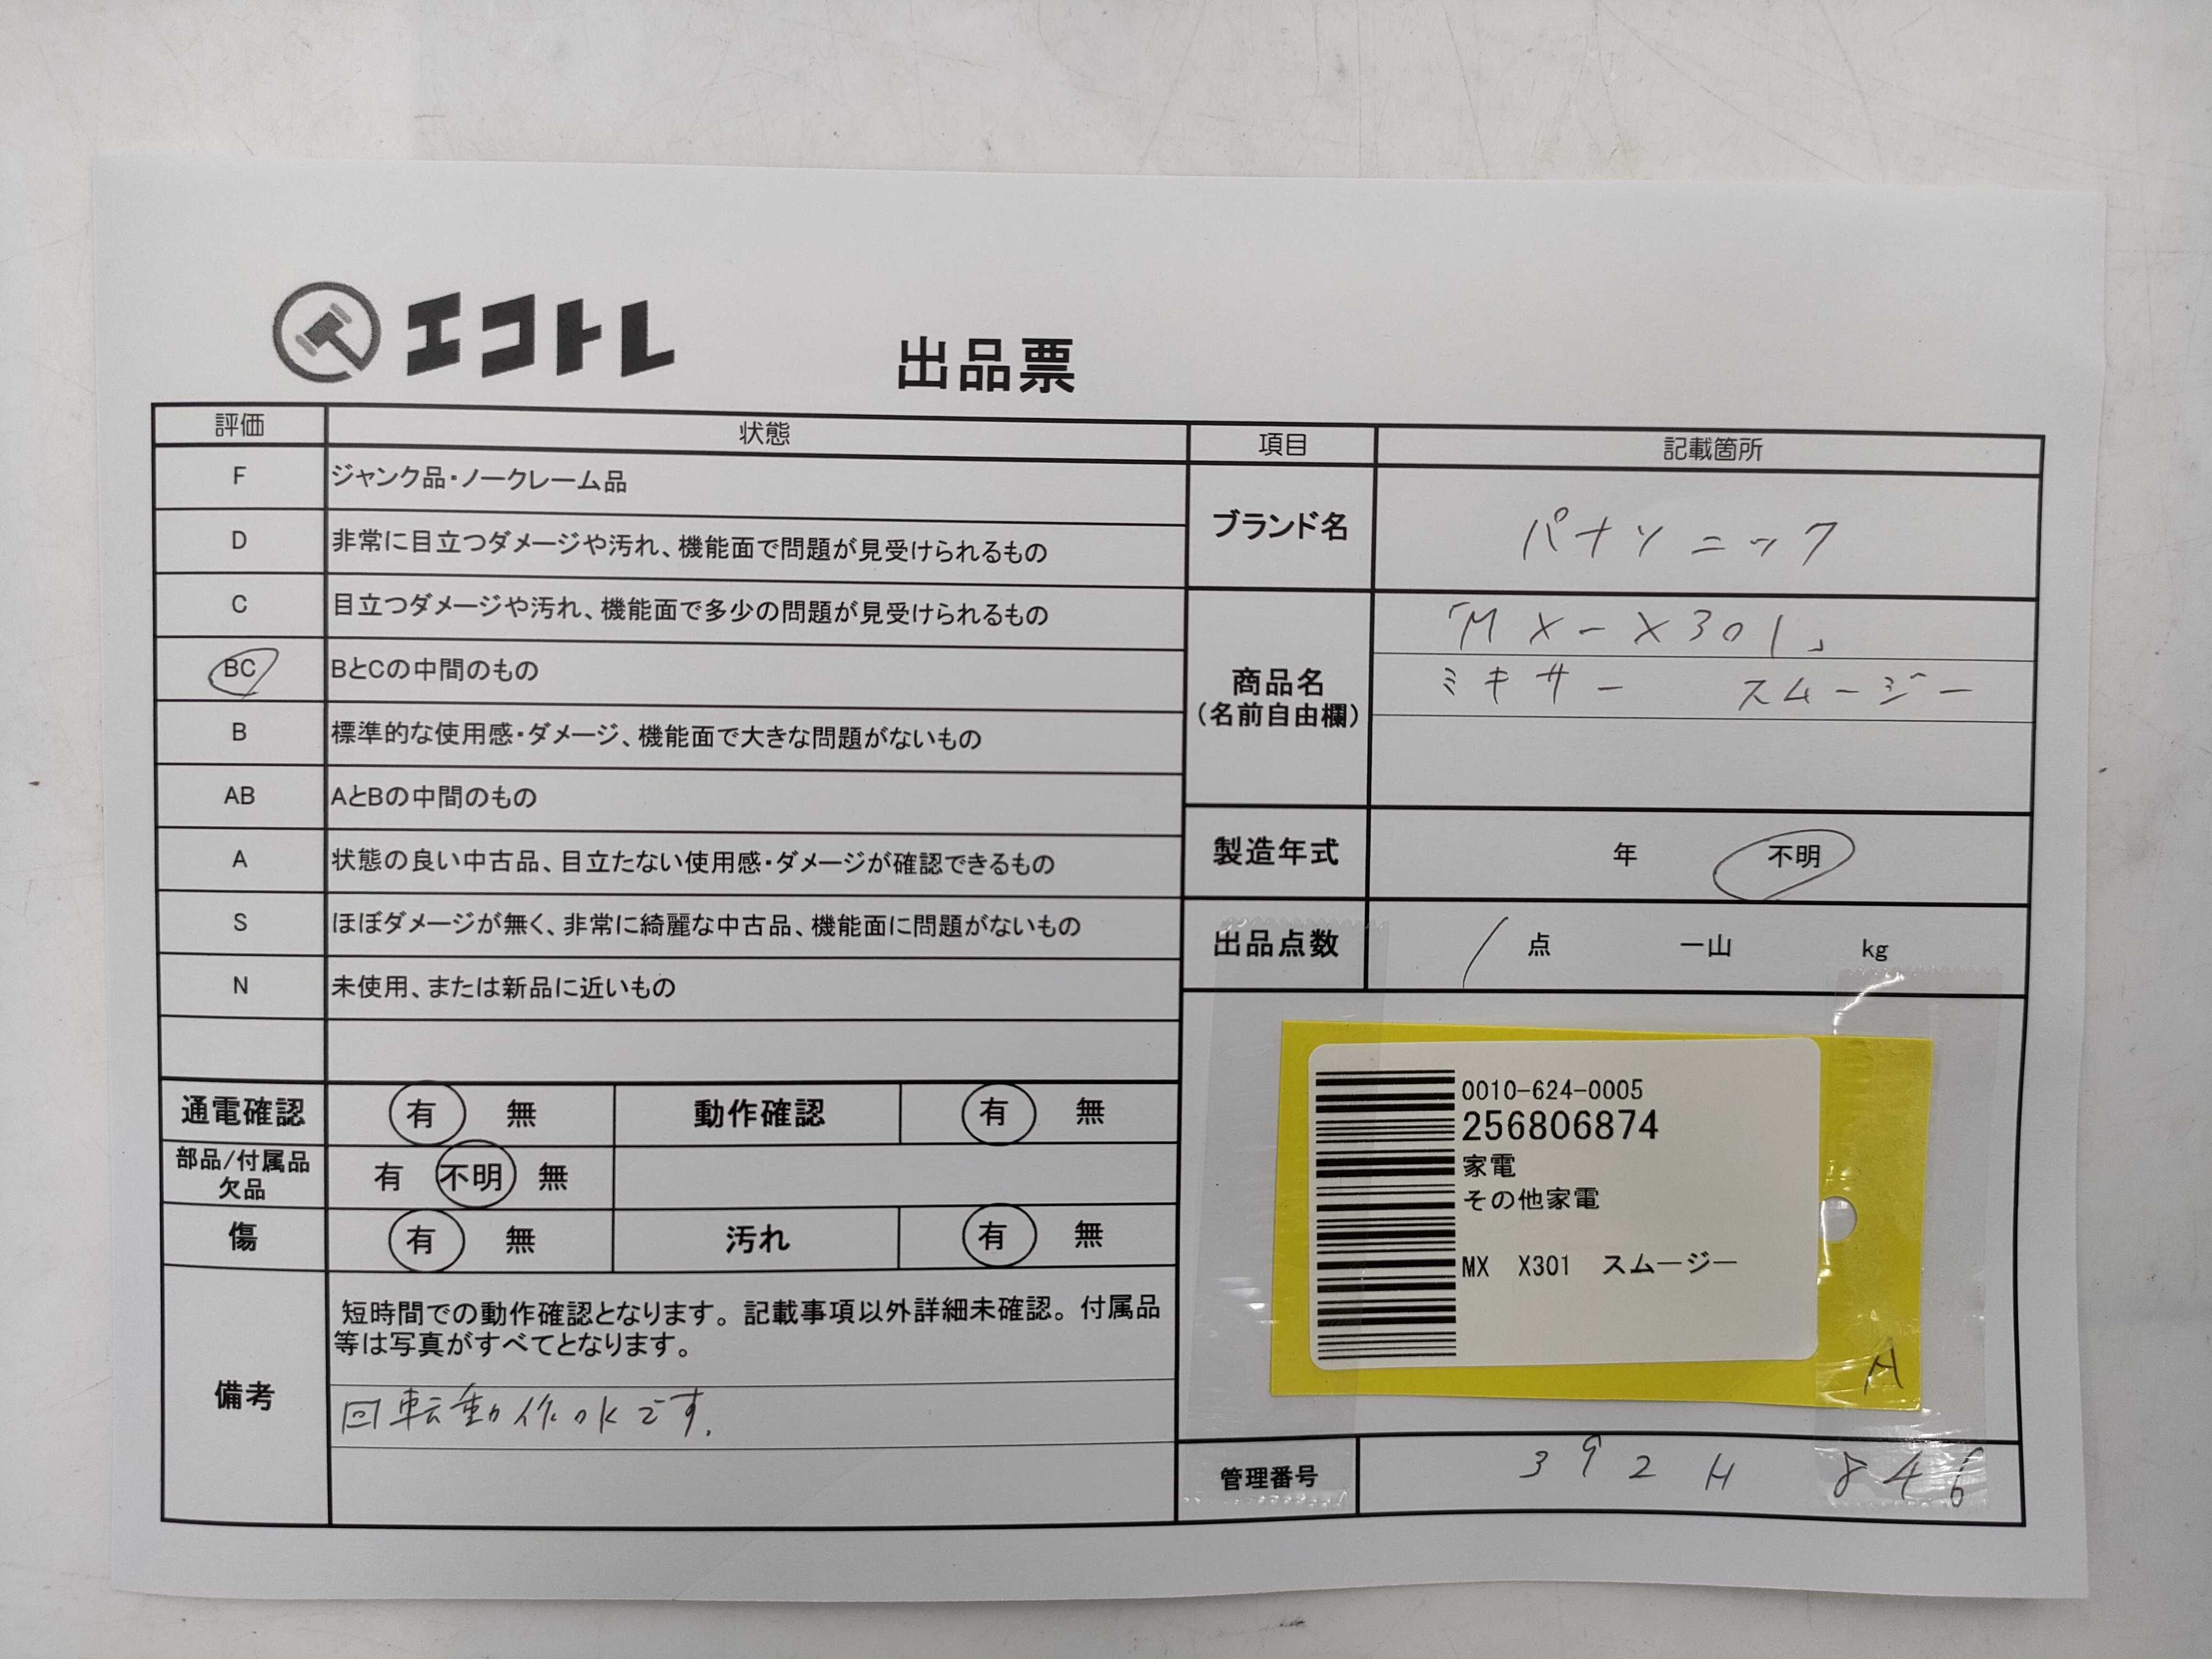 エコトレ
出品票
評価 状態
F ジャンク品・ノークレーム品
D 非常に目立つダメージや汚れ、機能面で問題が見受けられるもの
C 目立つダメージや汚れ、機能面で多少の問題が見受けられるもの
BC BとCの中間のもの
B 標準的な使用感・ダメージ、機能面で大きな問題がないもの
AB AとBの中間のもの
A 状態の良い中古品、目立たない使用感・ダメージが確認できるもの
S ほぼダメージが無く、非常に綺麗な中古品、機能面に問題がないもの
N 未使用、または新品に近いもの
通電確認 有 無 動作確認 有 無
部品/付属品
欠品 有 不明 無
傷 有 無 汚れ 有 無
備考
短時間での動作確認となります。記載事項以外詳細未確認。付属品
等は写真がすべてとなります。
回転動作OKです.
項目 記載箇所
ブランド名 パナソニック
商品名
(名前自由欄)
「MX-X301」
ミキサー スムージー
製造年式 年 不明
出品点数 1 点 一山 kg
0010-624-0005
256806874
家電
その他家電
MX X301 スムージー
A
管理番号 392H 846